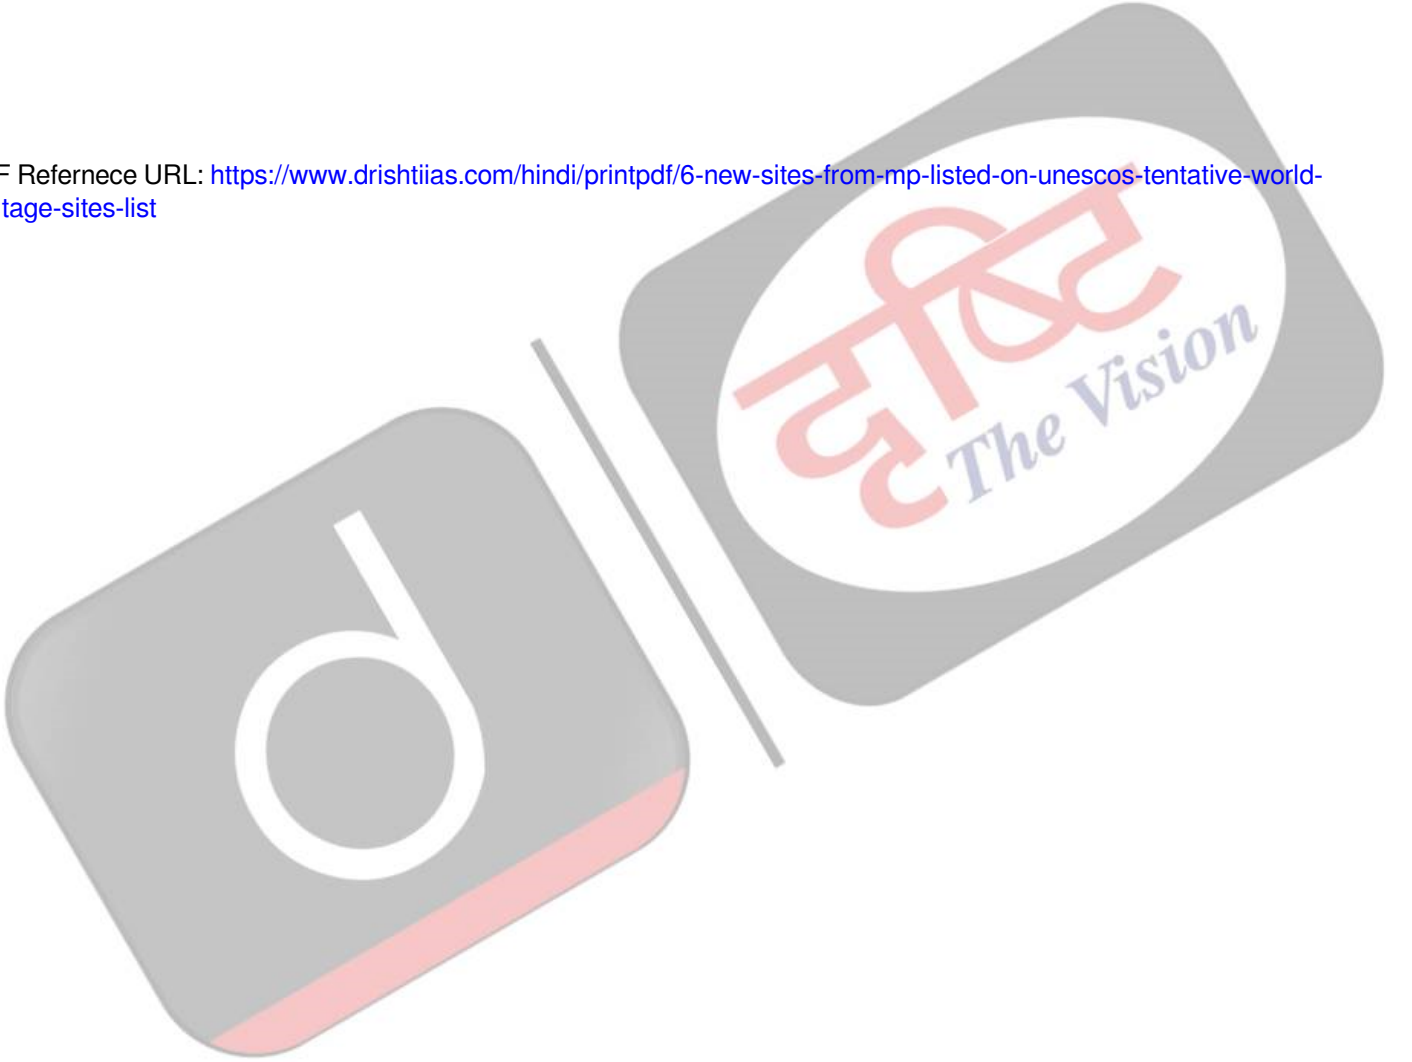 F Refernece URL: https://www.drishtiias.com/hindi/printpdf/6-new-sites-from-mp-listed-on-unescos-tentative-world-
tage-sites-list
दृष्टि
The Vision
d